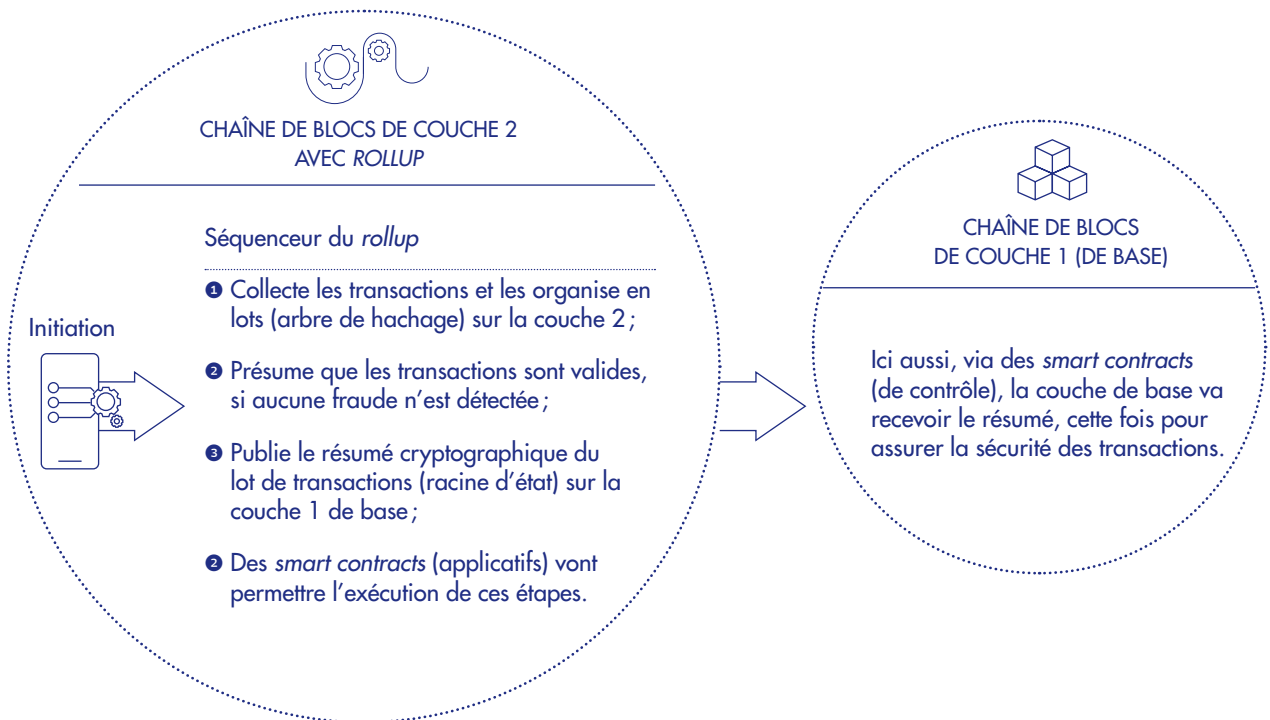 CHAÎNE DE BLOCS DE COUCHE 2
AVEC ROLLUP
Séquenceur du rollup
Initiation
❶ Collecte les transactions et les organise en
lots (arbre de hachage) sur la couche 2 ;
❷ Présume que les transactions sont valides,
si aucune fraude n’est détectée ;
❸ Publie le résumé cryptographique du
lot de transactions (racine d’état) sur la
couche 1 de base ;
❷ Des smart contracts (applicatifs) vont
permettre l’exécution de ces étapes.
CHAÎNE DE BLOCS
DE COUCHE 1 (DE BASE)
Ici aussi, via des smart contracts
(de contrôle), la couche de base va
recevoir le résumé, cette fois pour
assurer la sécurité des transactions.